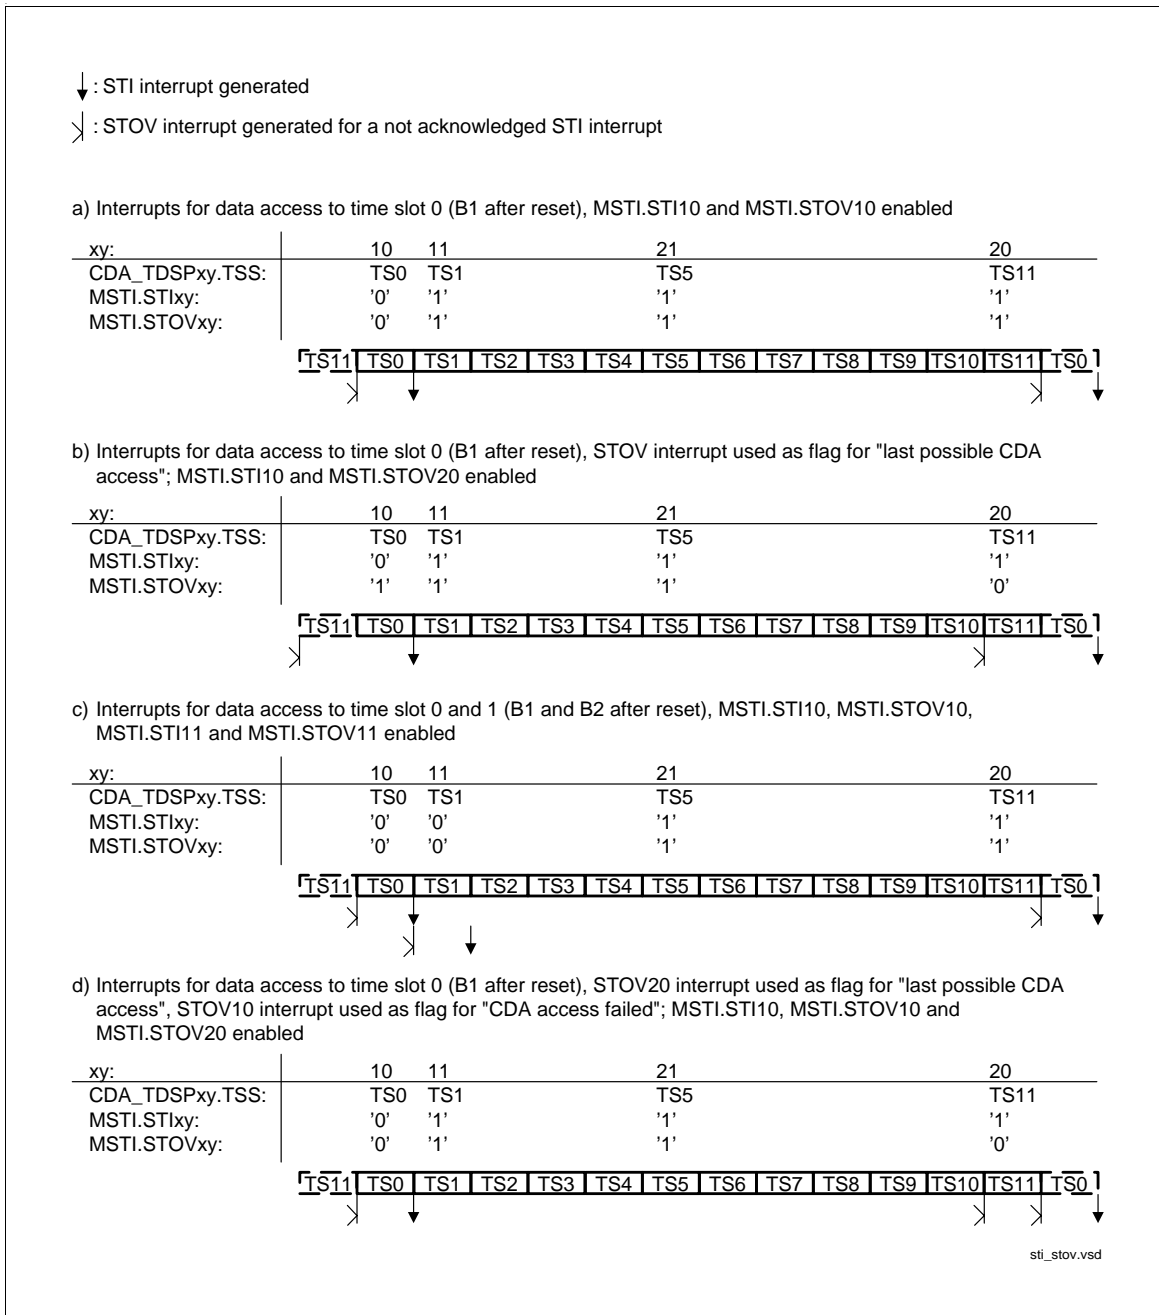 : STI interrupt generated
: STOV interrupt generated for a not acknowledged STI interrupt
a) Interrupts for data access to time slot 0 (B1 after reset), MSTI.STI10 and MSTI.STOV10 enabled
xy: 10 11 21 20
CDA_TDSPxy.TSS: TS0 TS1 TS5 TS11
MSTI.STIxy: '0' '1' '1' '1'
MSTI.STOVxy: '0' '1' '1' '1'
TS11 TS0 TS1 TS2 TS3 TS4 TS5 TS6 TS7 TS8 TS9 TS10 TS11 TS0
b) Interrupts for data access to time slot 0 (B1 after reset), STOV interrupt used as flag for "last possible CDA
access"; MSTI.STI10 and MSTI.STOV20 enabled
xy: 10 11 21 20
CDA_TDSPxy.TSS: TS0 TS1 TS5 TS11
MSTI.STIxy: '0' '1' '1' '1'
MSTI.STOVxy: '1' '1' '1' '0'
TS11 TS0 TS1 TS2 TS3 TS4 TS5 TS6 TS7 TS8 TS9 TS10 TS11 TS0
c) Interrupts for data access to time slot 0 and 1 (B1 and B2 after reset), MSTI.STI10, MSTI.STOV10,
MSTI.STI11 and MSTI.STOV11 enabled
xy: 10 11 21 20
CDA_TDSPxy.TSS: TS0 TS1 TS5 TS11
MSTI.STIxy: '0' '0' '1' '1'
MSTI.STOVxy: '0' '0' '1' '1'
TS11 TS0 TS1 TS2 TS3 TS4 TS5 TS6 TS7 TS8 TS9 TS10 TS11 TS0
d) Interrupts for data access to time slot 0 (B1 after reset), STOV20 interrupt used as flag for "last possible CDA
access", STOV10 interrupt used as flag for "CDA access failed"; MSTI.STI10, MSTI.STOV10 and
MSTI.STOV20 enabled
xy: 10 11 21 20
CDA_TDSPxy.TSS: TS0 TS1 TS5 TS11
MSTI.STIxy: '0' '1' '1' '1'
MSTI.STOVxy: '0' '1' '1' '0'
TS11 TS0 TS1 TS2 TS3 TS4 TS5 TS6 TS7 TS8 TS9 TS10 TS11 TS0
sti_stov.vsd